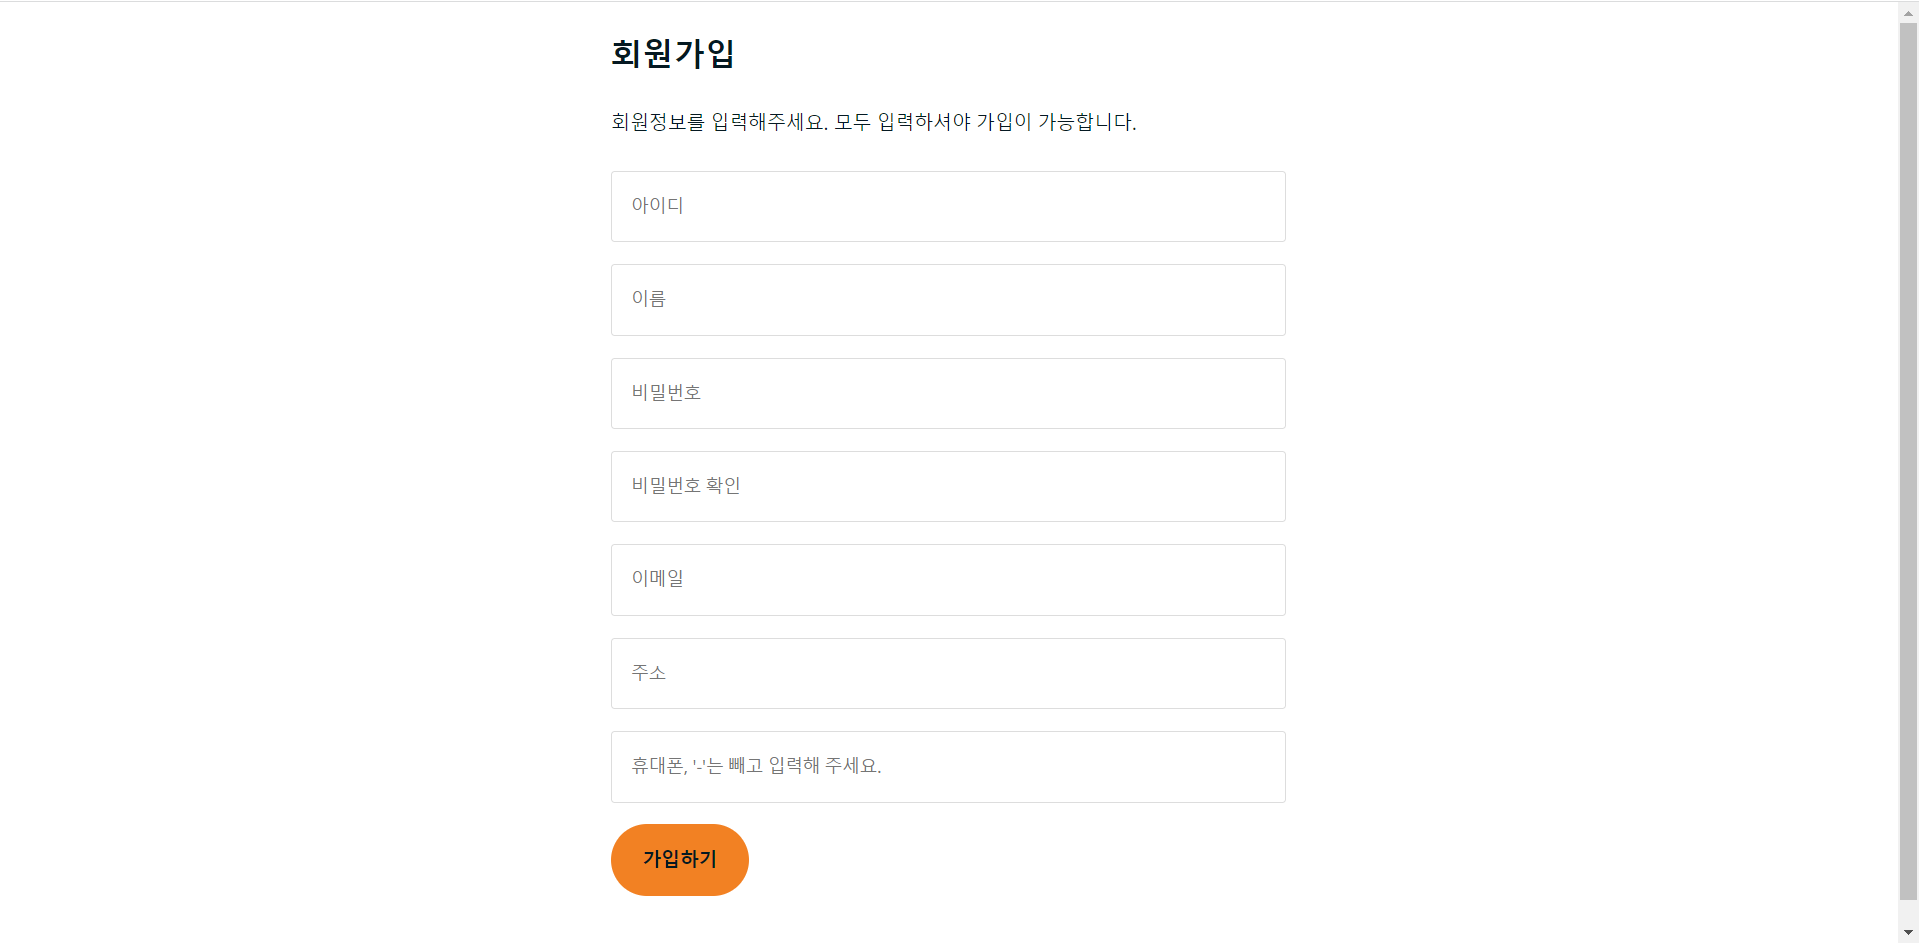 회원가입
회원정보를 입력해주세요. 모두 입력하셔야 가입이 가능합니다.
아이디
이름
비밀번호
비밀번호 확인
이메일
주소
휴대폰, '-'는 빼고 입력해 주세요.
가입하기